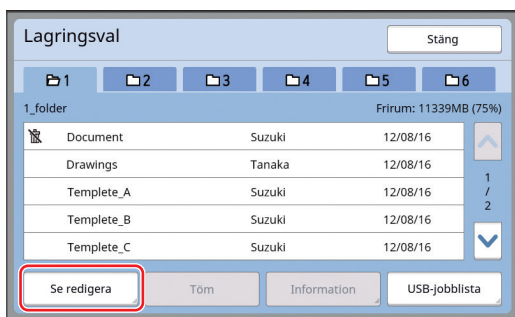 Lagringsval Stäng
1 2 3 4 5 6
1_folder Frirum: 11339MB (75%)
Document Suzuki 12/08/16
Drawings Tanaka 12/08/16
Templete_A Suzuki 12/08/16
Templete_B Suzuki 12/08/16
Templete_C Suzuki 12/08/16
1
/
2
Se redigera Töm Information USB-jobblista